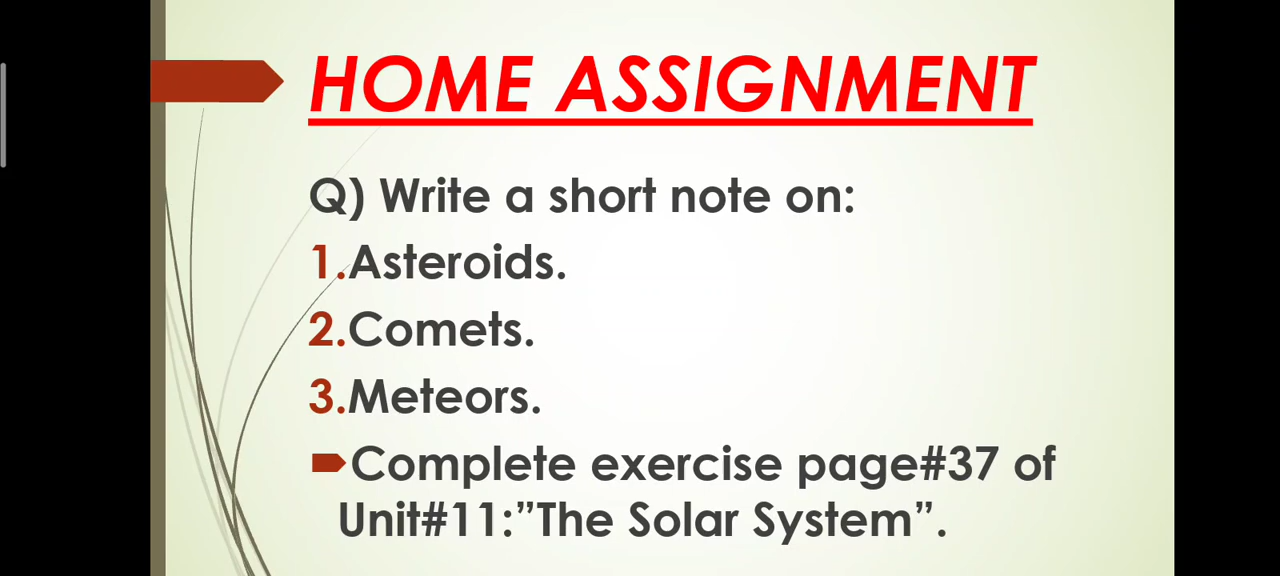 HOME ASSIGNMENT
Q) Write a short note on:
1.Asteroids.
2.Comets.
3.Meteors.
Complete exercise page#37 of
Unit#11:”The Solar System”.